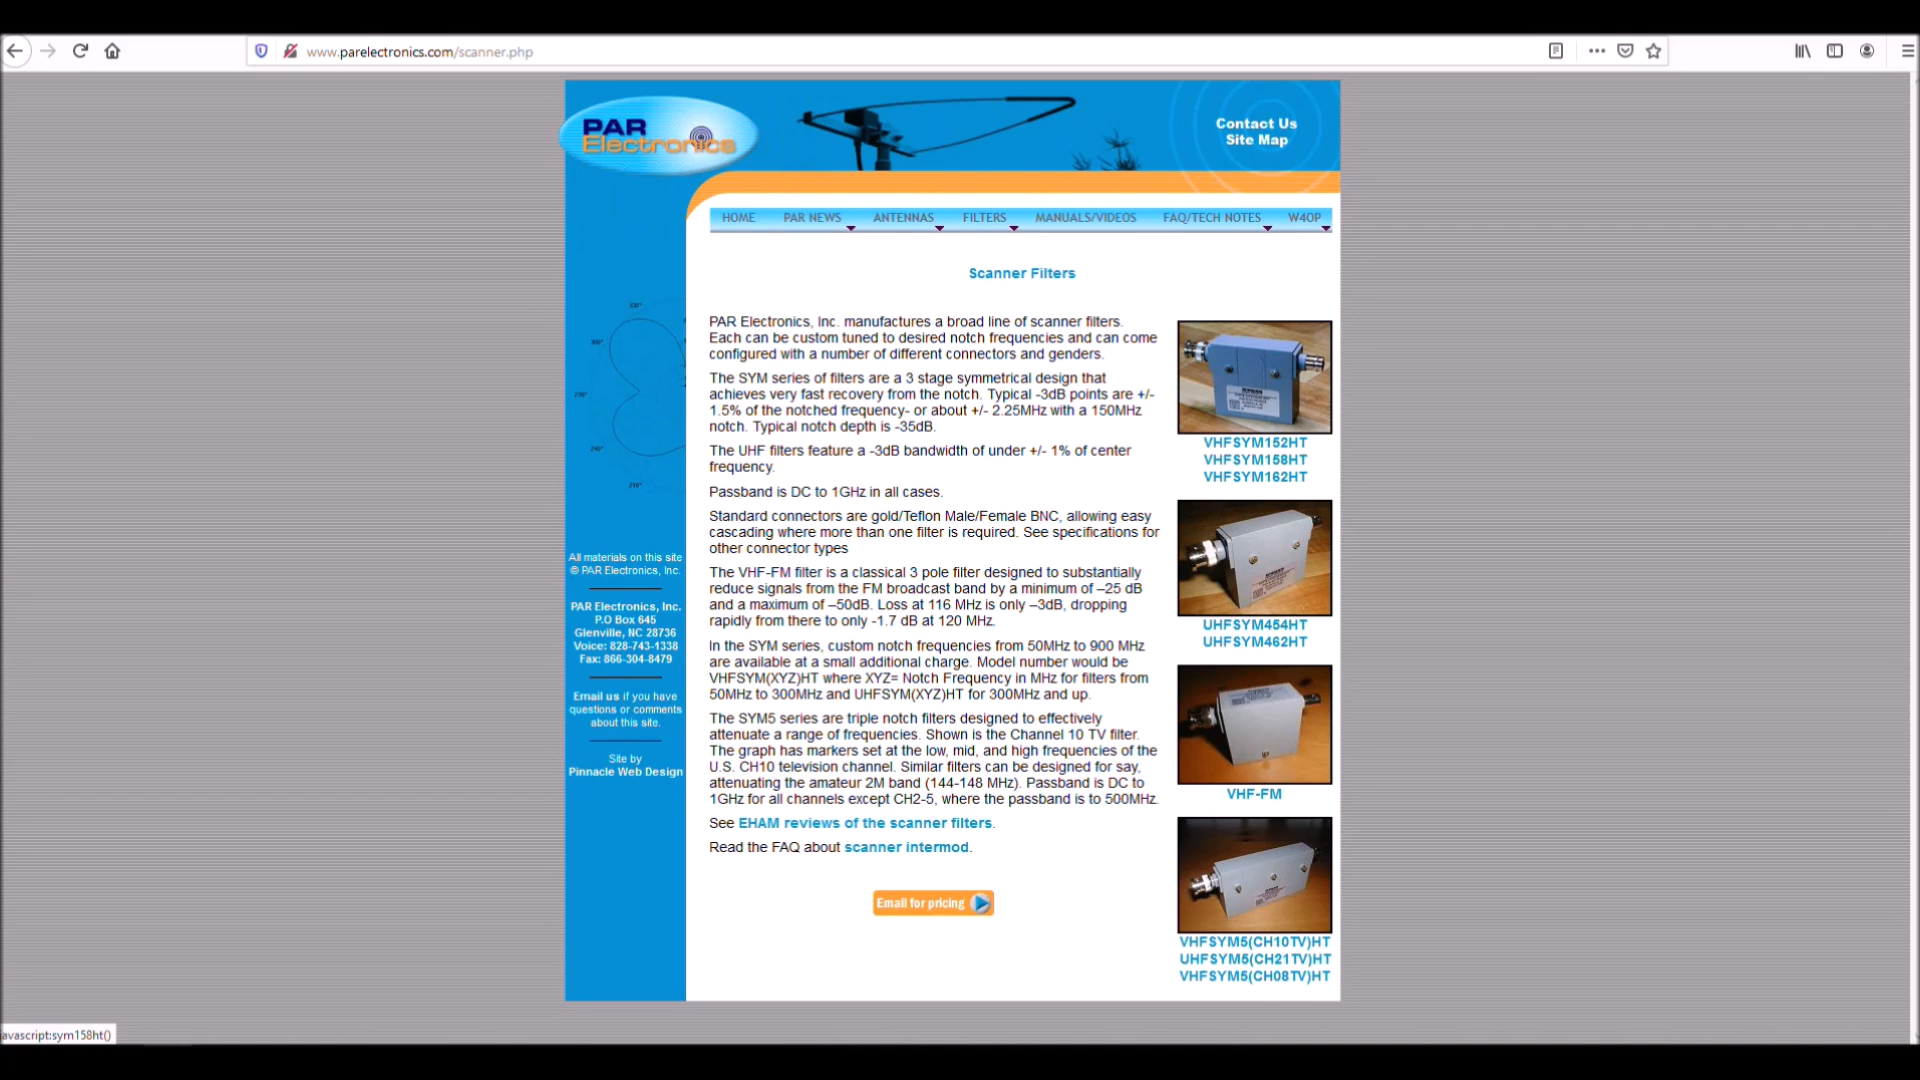 www.parelectronics.com/scanner.php
PAR
Electronics
Contact Us
Site Map
HOME PAR NEWS ANTENNAS FILTERS MANUALS/VIDEOS FAQ/TECH NOTES W4OP
Scanner Filters
PAR Electronics, Inc. manufactures a broad line of scanner filters.
Each can be custom tuned to desired notch frequencies and can come
configured with a number of different connectors and genders.
The SYM series of filters are a 3 stage symmetrical design that
achieves very fast recovery from the notch. Typical -3dB points are +/-
1.5% of the notched frequency- or about +/- 2.25MHz with a 150MHz
notch. Typical notch depth is -35dB.
The UHF filters feature a -3dB bandwidth of under +/- 1% of center
frequency.
Passband is DC to 1GHz in all cases.
Standard connectors are gold/Teflon Male/Female BNC, allowing easy
cascading where more than one filter is required. See specifications for
other connector types
The VHF-FM filter is a classical 3 pole filter designed to substantially
reduce signals from the FM broadcast band by a minimum of –25 dB
and a maximum of –50dB. Loss at 116 MHz is only –3dB, dropping
rapidly from there to only -1.7 dB at 120 MHz.
In the SYM series, custom notch frequencies from 50MHz to 900 MHz
are available at a small additional charge. Model number would be
VHFSYM(XYZ)HT where XYZ= Notch Frequency in MHz for filters from
50MHz to 300MHz and UHFSYM(XYZ)HT for 300MHz and up.
The SYM5 series are triple notch filters designed to effectively
attenuate a range of frequencies. Shown is the Channel 10 TV filter.
The graph has markers set at the low, mid, and high frequencies of the
U.S. CH10 television channel. Similar filters can be designed for say,
attenuating the amateur 2M band (144-148 MHz). Passband is DC to
1GHz for all channels except CH2-5, where the passband is to 500MHz.
See EHAM reviews of the scanner filters.
Read the FAQ about scanner intermod.
Email for pricing
VHFSYM152HT
VHFSYM158HT
VHFSYM162HT
UHFSYM454HT
UHFSYM462HT
VHF-FM
VHFSYM5(CH10TV)HT
UHFSYM5(CH21TV)HT
VHFSYM5(CH08TV)HT
330°
300°
270°
240°
210°
All materials on this site
© PAR Electronics, Inc.
PAR Electronics, Inc.
P.O Box 645
Glenville, NC 28736
Voice: 828-743-1338
Fax: 866-304-8479
Email us if you have
questions or comments
about this site.
Site by
Pinnacle Web Design
avascript:sym158ht()